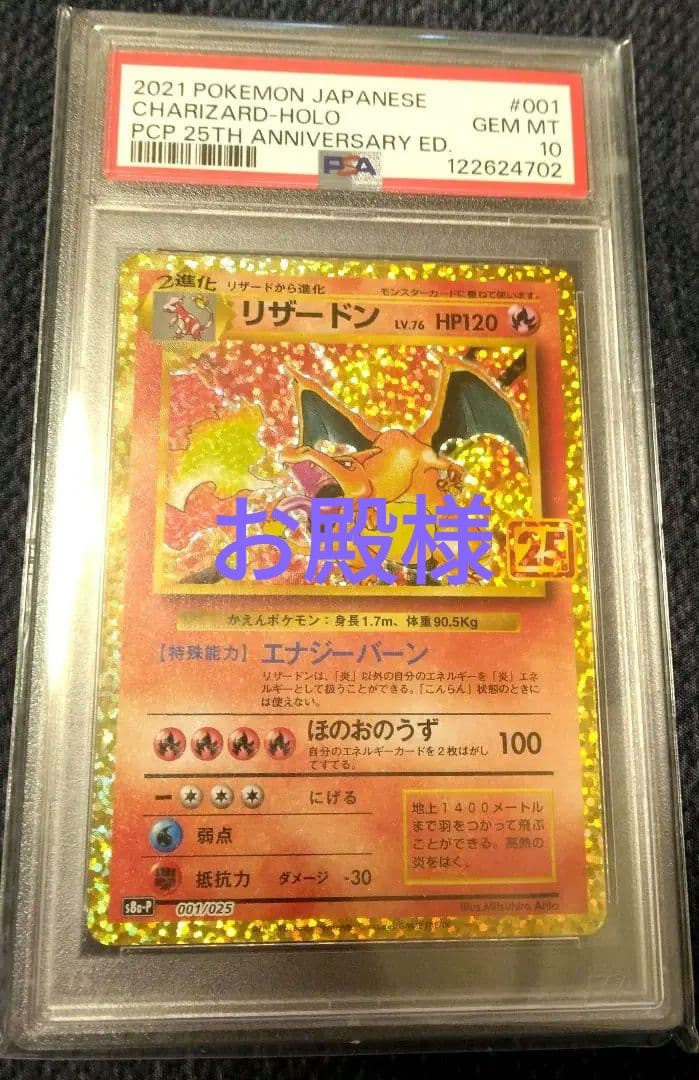 2021 POKEMON JAPANESE #001
CHARIZARD-HOLO GEM MT
PCP 25TH ANNIVERSARY ED. 10
PSA 122624702
2進化 リザードから進化 モンスターカードに重ねて使います。
リザードン LV.76 HP120
お殿様
25
かえんポケモン：身長1.7m、体重90.5Kg
【特殊能力】エナジーバーン
リザードンは、「炎」以外の自分のエネルギーを「炎」エネ
ルギーとして扱うことができる。「こんらん」状態のときに
は使えない。
ほのおのうず 100
自分のエネルギーカードを2枚はがし
てすてる。
にげる
弱点
抵抗力 ダメージ -30
地上1400メートル
まで羽をつかって飛ぶ
ことができる。高熱の
炎をはく。
s8a-P 001/025
Illus.Mitsuhiro Arita